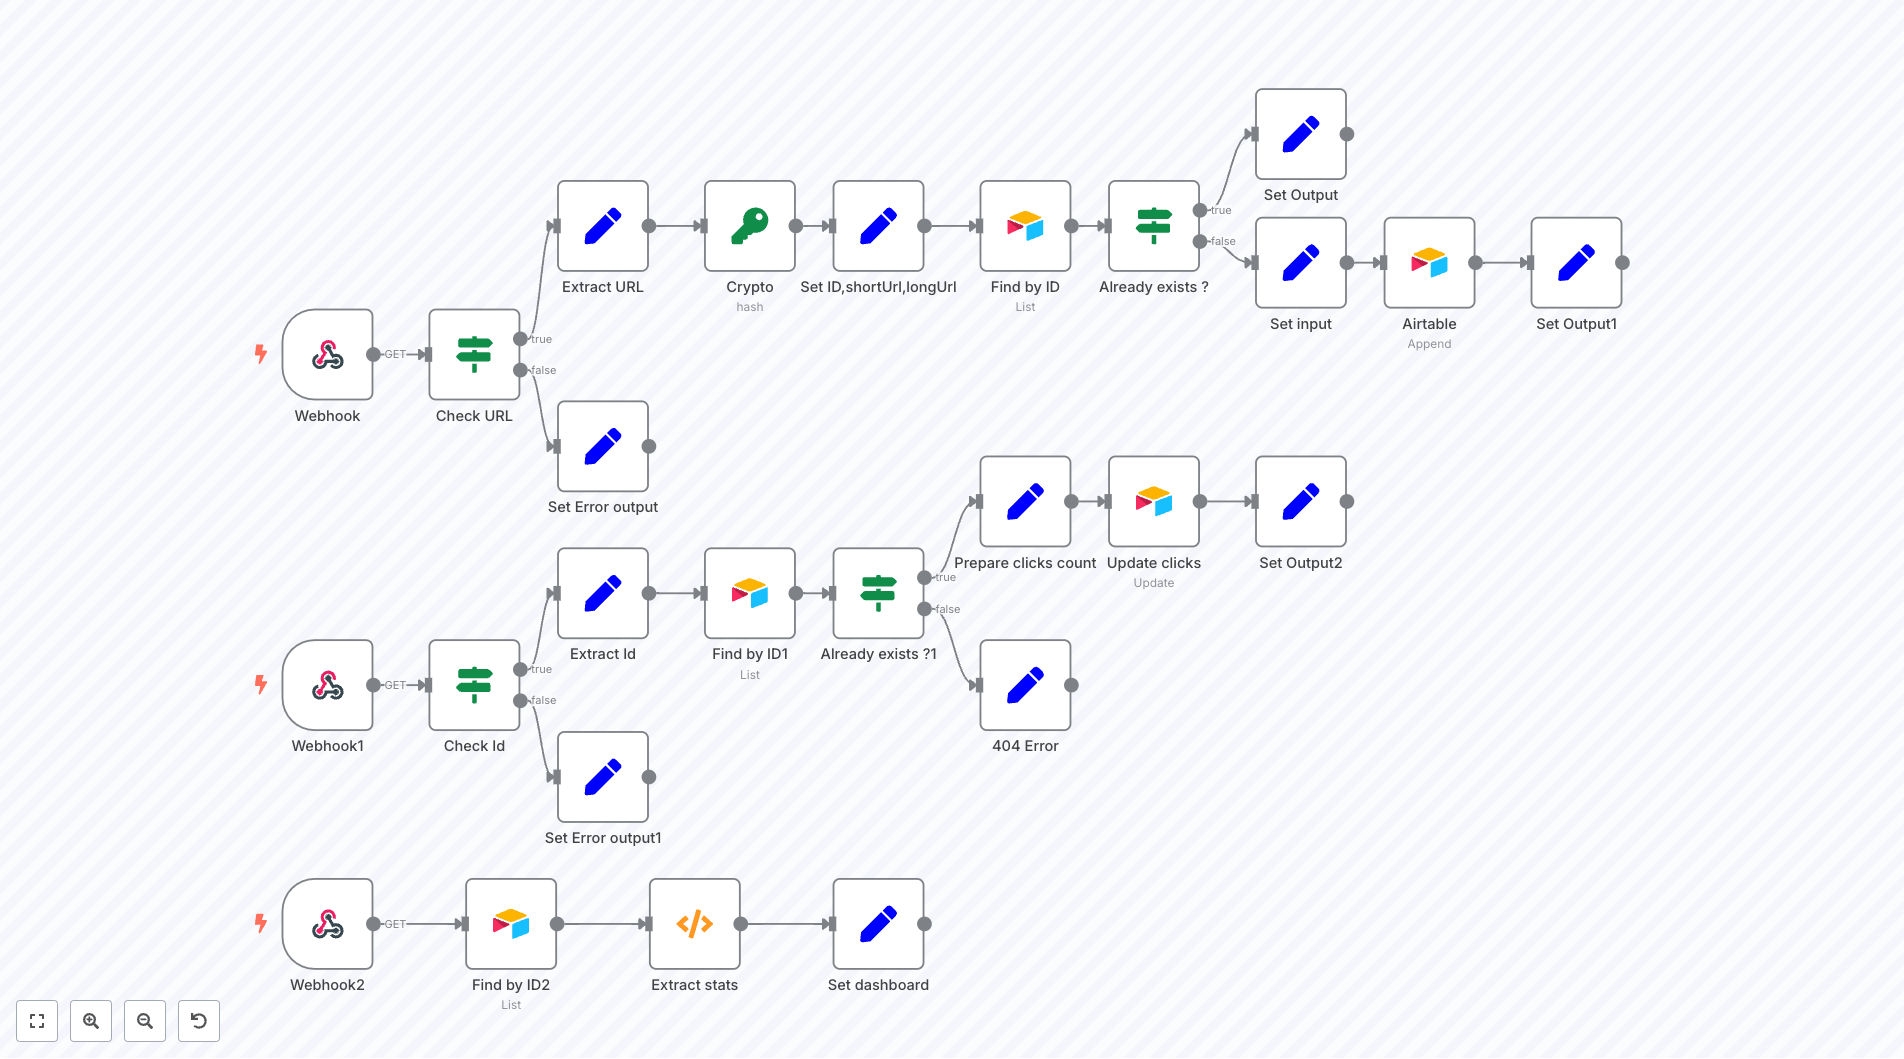 Set Output
true
false
Extract URL
Crypto
hash
Set ID,shortUrl,longUrl
Find by ID
List
Already exists ?
Set input
Airtable
Append
Set Output1
GET
true
false
Webhook
Check URL
Set Error output
Prepare clicks count
Update clicks
Update
Set Output2
true
false
Extract Id
Find by ID1
List
Already exists ?1
GET
true
false
Webhook1
Check Id
404 Error
Set Error output1
GET
Webhook2
Find by ID2
List
Extract stats
Set dashboard